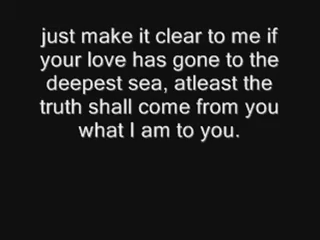 just make it clear to me if
your love has gone to the
deepest sea, atleast the
truth shall come from you
what I am to you.